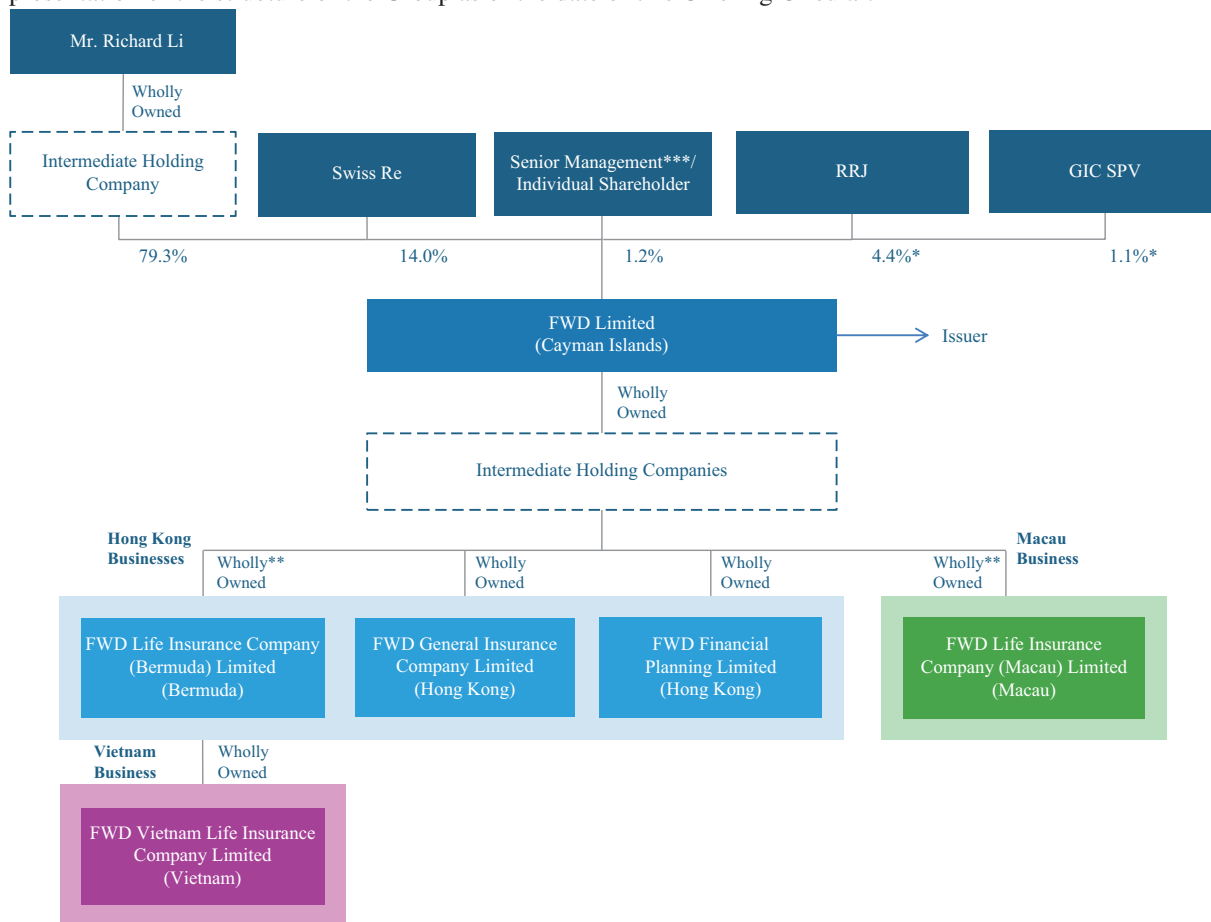 Mr. Richard Li
Wholly
Owned
Intermediate Holding
Company
Swiss Re
Senior Management***/
Individual Shareholder
RRJ
GIC SPV
79.3%
14.0%
1.2%
4.4%*
1.1%*
FWD Limited
(Cayman Islands)
Issuer
Wholly
Owned
Intermediate Holding Companies
Hong Kong
Businesses
Wholly**
Owned
Wholly
Owned
Wholly
Owned
Wholly**
Owned
Macau
Business
FWD Life Insurance Company
(Bermuda) Limited
(Bermuda)
FWD General Insurance
Company Limited
(Hong Kong)
FWD Financial
Planning Limited
(Hong Kong)
FWD Life Insurance
Company (Macau) Limited
(Macau)
Vietnam
Business
Wholly
Owned
FWD Vietnam Life Insurance
Company Limited
(Vietnam)